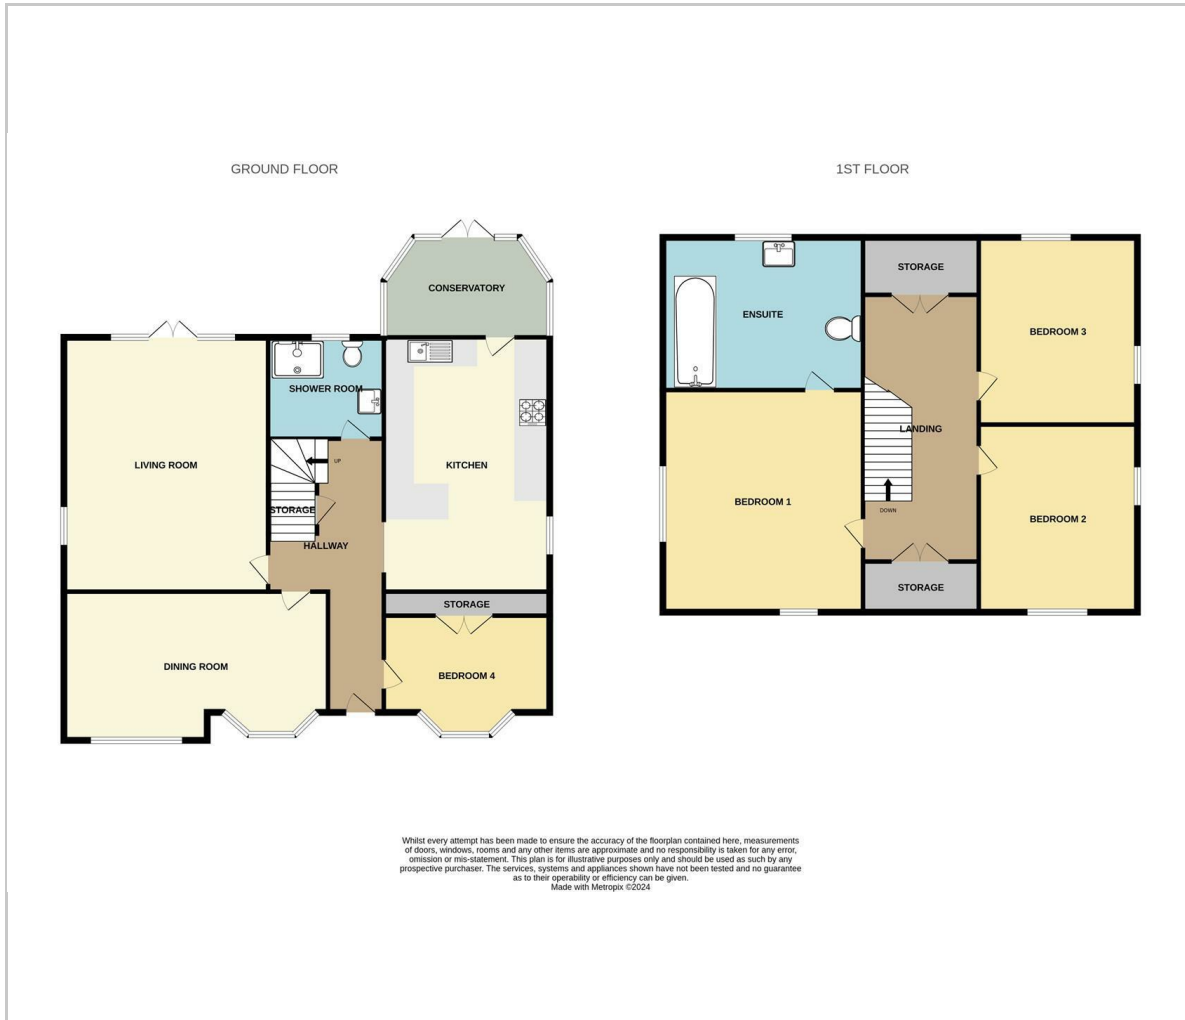 GROUND FLOOR
CONSERVATORY
SHOWER ROOM
LIVING ROOM
UP
KITCHEN
STORAGE
HALLWAY
STORAGE
DINING ROOM
BEDROOM 4
1ST FLOOR
STORAGE
ENSUITE
BEDROOM 3
LANDING
BEDROOM 1
DOWN
BEDROOM 2
STORAGE
Whilst every attempt has been made to ensure the accuracy of the floorplan contained here, measurements
of doors, windows, rooms and any other items are approximate and no responsibility is taken for any error,
omission or mis-statement. This plan is for illustrative purposes only and should be used as such by any
prospective purchaser. The services, systems and appliances shown have not been tested and no guarantee
as to their operability or efficiency can be given.
Made with Metropix ©2024